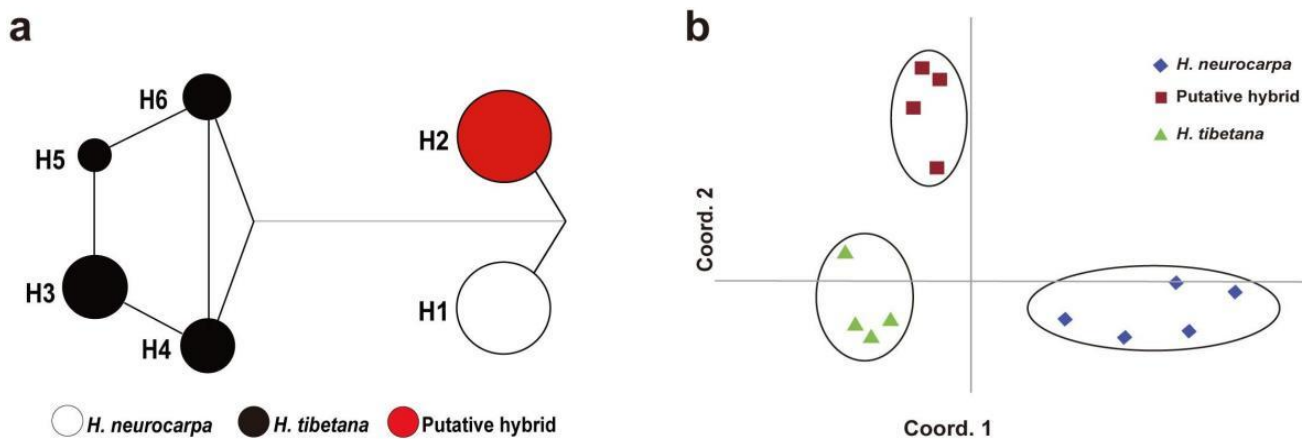 a
H6
H5
H3
H4
H2
H1
H. neurocarpa
H. tibetana
Putative hybrid
b
H. neurocarpa
Putative hybrid
H. tibetana
Coord. 2
Coord. 1